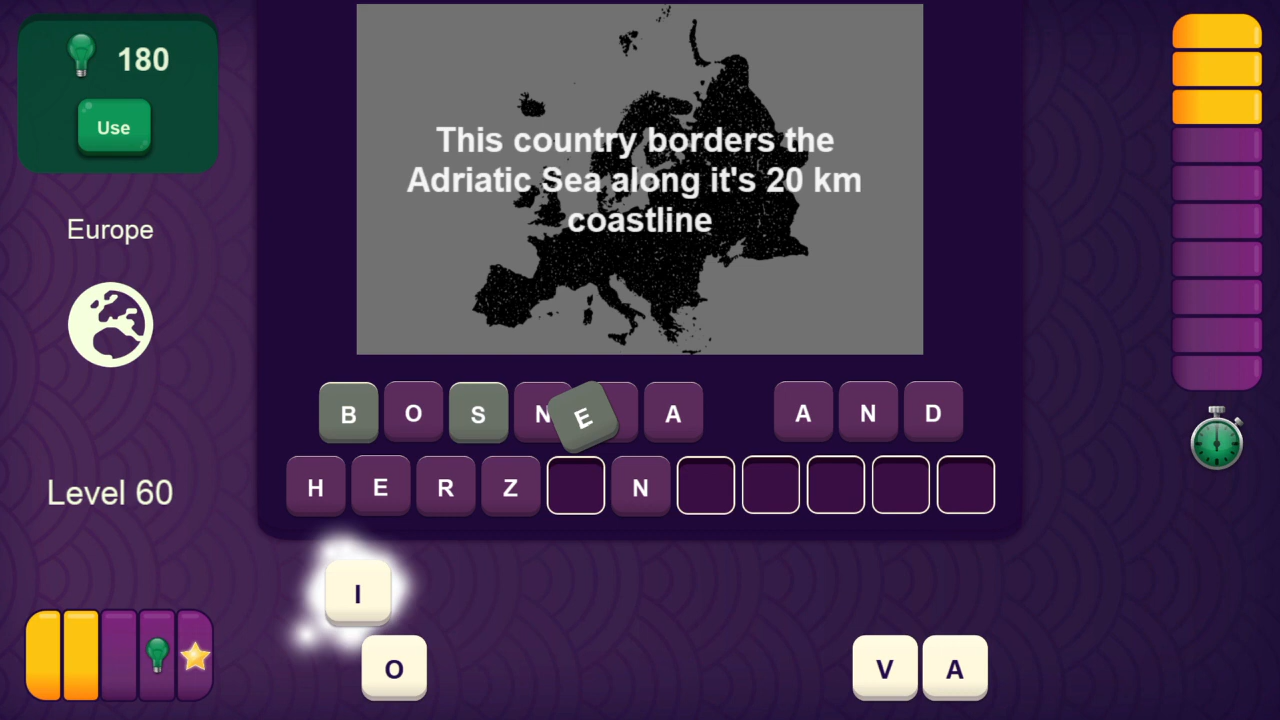 180
Use
Europe
Level 60
This country borders the
Adriatic Sea along it's 20 km
coastline
B O S N E A A N D
H E R Z N
I
O V A